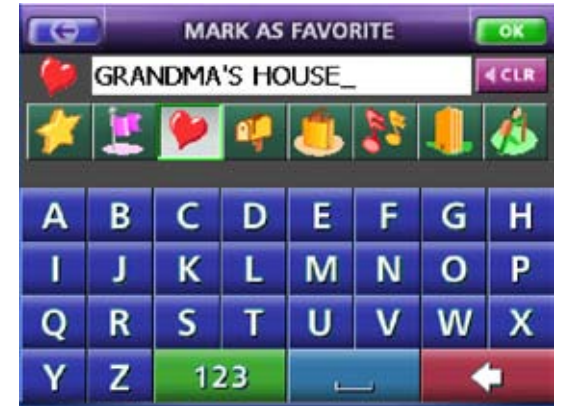 MARK AS FAVORITE OK
GRANDMA'S HOUSE_ CLR
A B C D E F G H
I J K L M N O P
Q R S T U V W X
Y Z 123